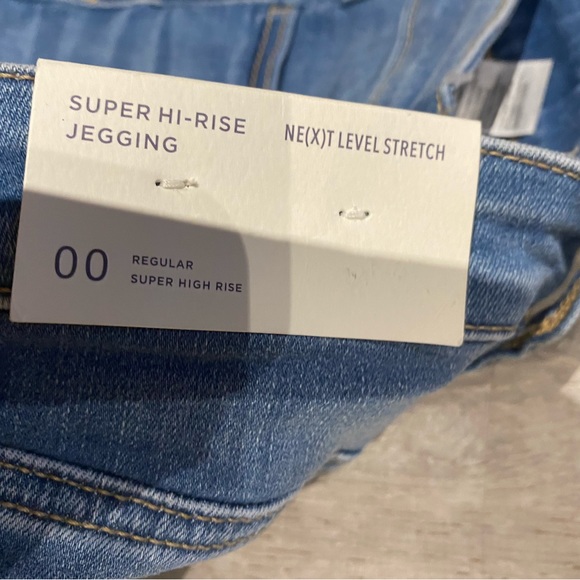 SUPER HI-RISE
JEGGING
NE(X)T LEVEL STRETCH
00
REGULAR
SUPER HIGH RISE